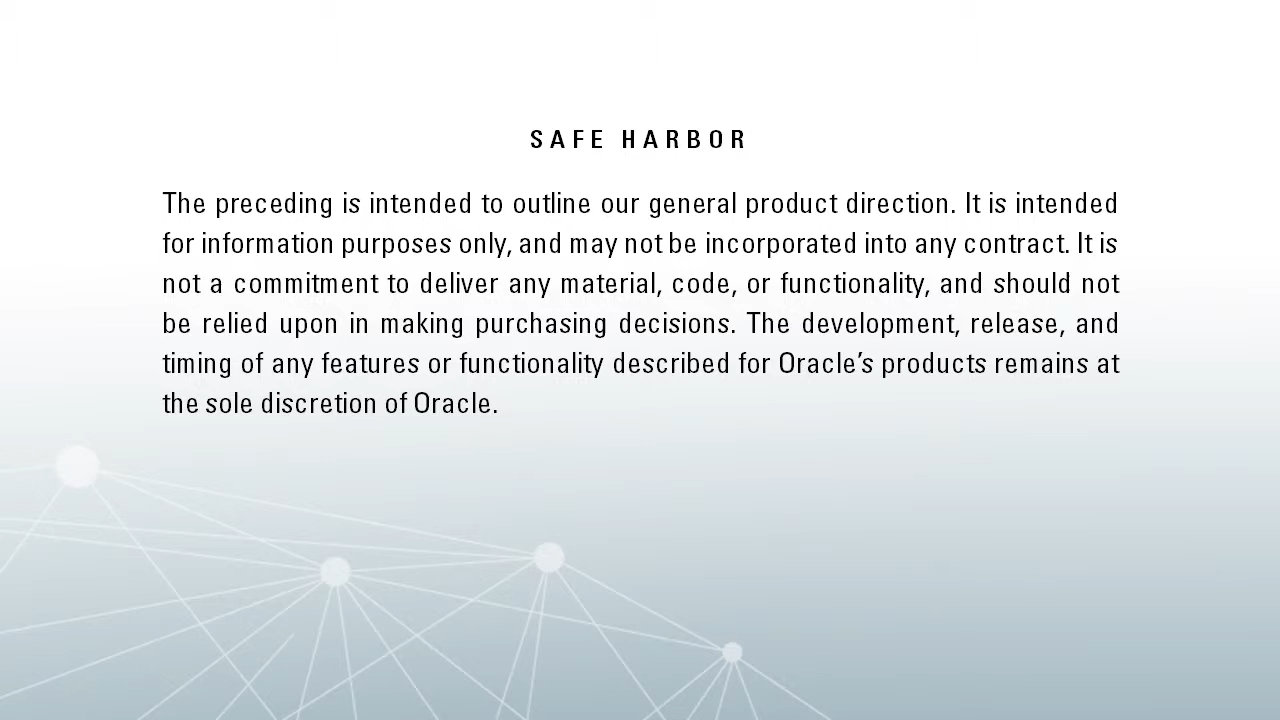 SAFE HARBOR
The preceding is intended to outline our general product direction. It is intended
for information purposes only, and may not be incorporated into any contract. It is
not a commitment to deliver any material, code, or functionality, and should not
be relied upon in making purchasing decisions. The development, release, and
timing of any features or functionality described for Oracle’s products remains at
the sole discretion of Oracle.